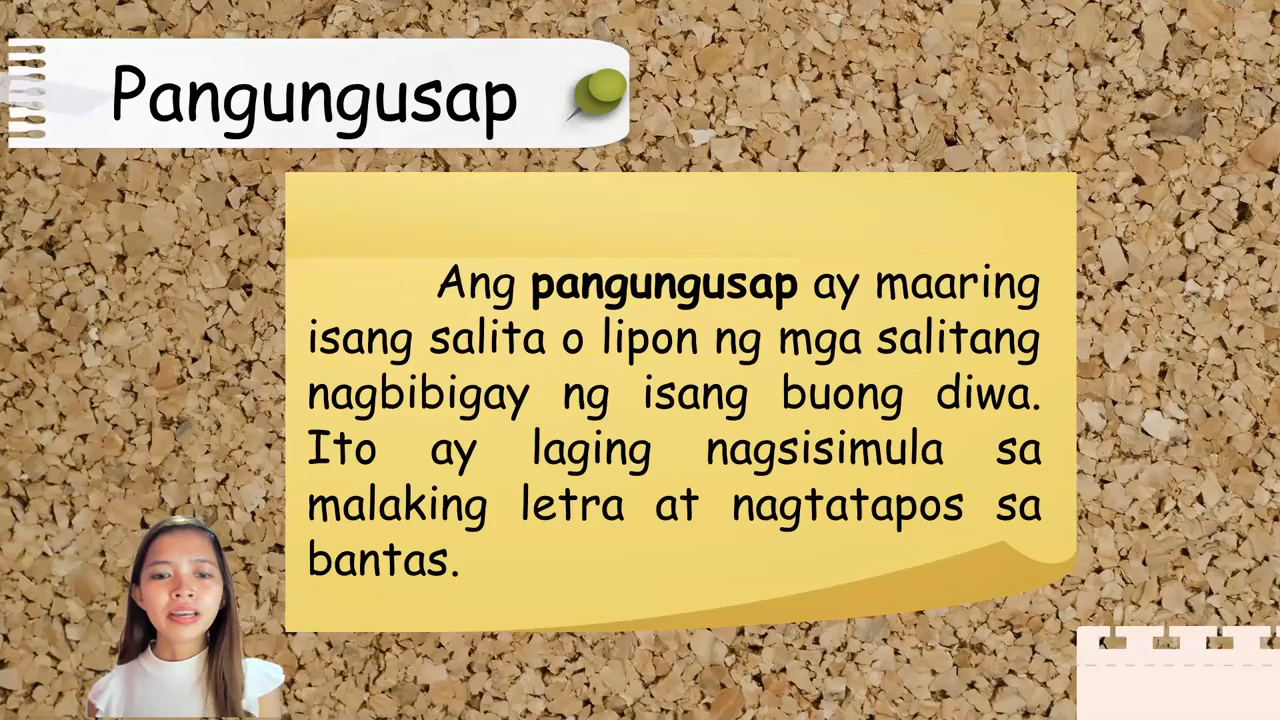 Pangungusap
Ang pangungusap ay maaring
isang salita o lipon ng mga salitang
nagbibigay ng isang buong diwa.
Ito ay laging nagsisimula sa
malaking letra at nagtatapos sa
bantas.